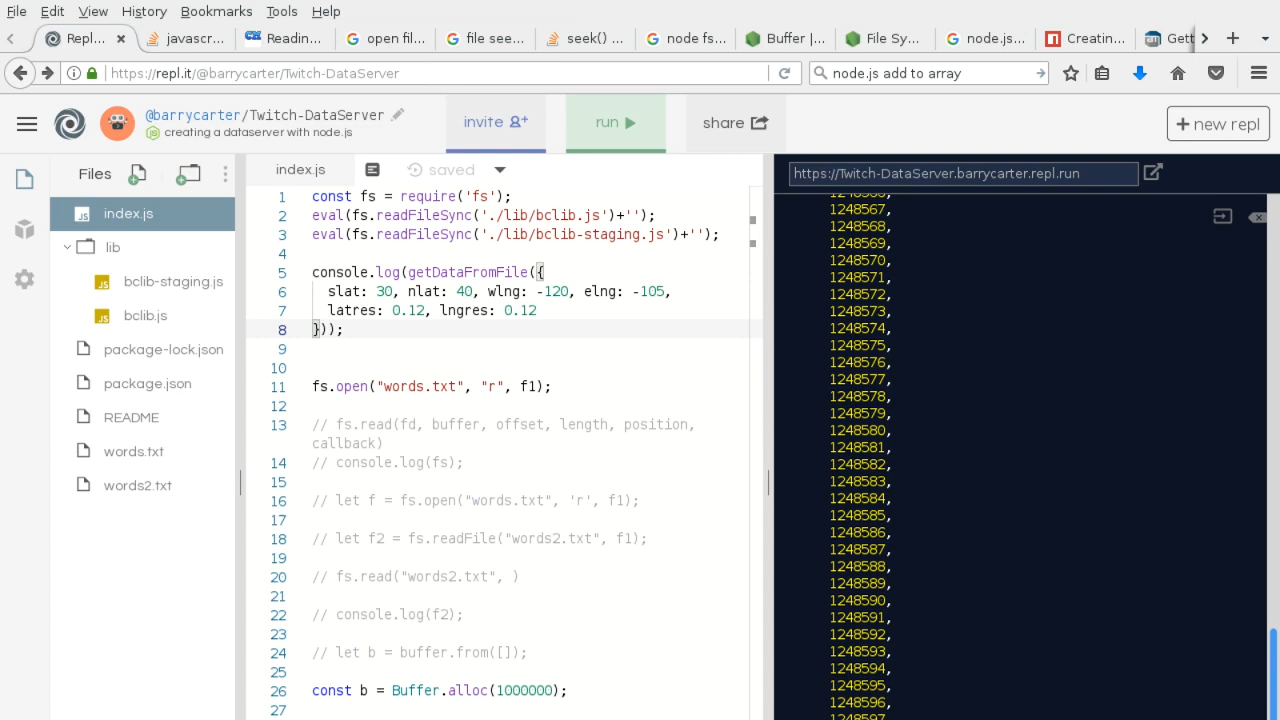 File Edit View History Bookmarks Tools Help
Repl... javascr... Readin... open fil... file see... seek() ... node fs... Buffer |... File Sy... node.js... Creatin... Gett
https://repl.it/@barrycarter/Twitch-DataServer node.js add to array
@barrycarter/Twitch-DataServer
creating a dataserver with node.js
invite run share + new repl
Files index.js saved https://Twitch-DataServer.barrycarter.repl.run
index.js
lib
bclib-staging.js
bclib.js
package-lock.json
package.json
README
words.txt
words2.txt
1 const fs = require('fs');
2 eval(fs.readFileSync('./lib/bclib.js')+'');
3 eval(fs.readFileSync('./lib/bclib-staging.js')+'');
4
5 console.log(getDataFromFile({
6 slat: 30, nlat: 40, wlng: -120, elng: -105,
7 latres: 0.12, lngres: 0.12
8 }));
9
10
11 fs.open("words.txt", "r", f1);
12
13 // fs.read(fd, buffer, offset, length, position,
callback)
14 // console.log(fs);
15
16 // let f = fs.open("words.txt", 'r', f1);
17
18 // let f2 = fs.readFile("words2.txt", f1);
19
20 // fs.read("words2.txt", )
21
22 // console.log(f2);
23
24 // let b = buffer.from([]);
25
26 const b = Buffer.alloc(1000000);
27
1248566,
1248567,
1248568,
1248569,
1248570,
1248571,
1248572,
1248573,
1248574,
1248575,
1248576,
1248577,
1248578,
1248579,
1248580,
1248581,
1248582,
1248583,
1248584,
1248585,
1248586,
1248587,
1248588,
1248589,
1248590,
1248591,
1248592,
1248593,
1248594,
1248595,
1248596,
1248597,